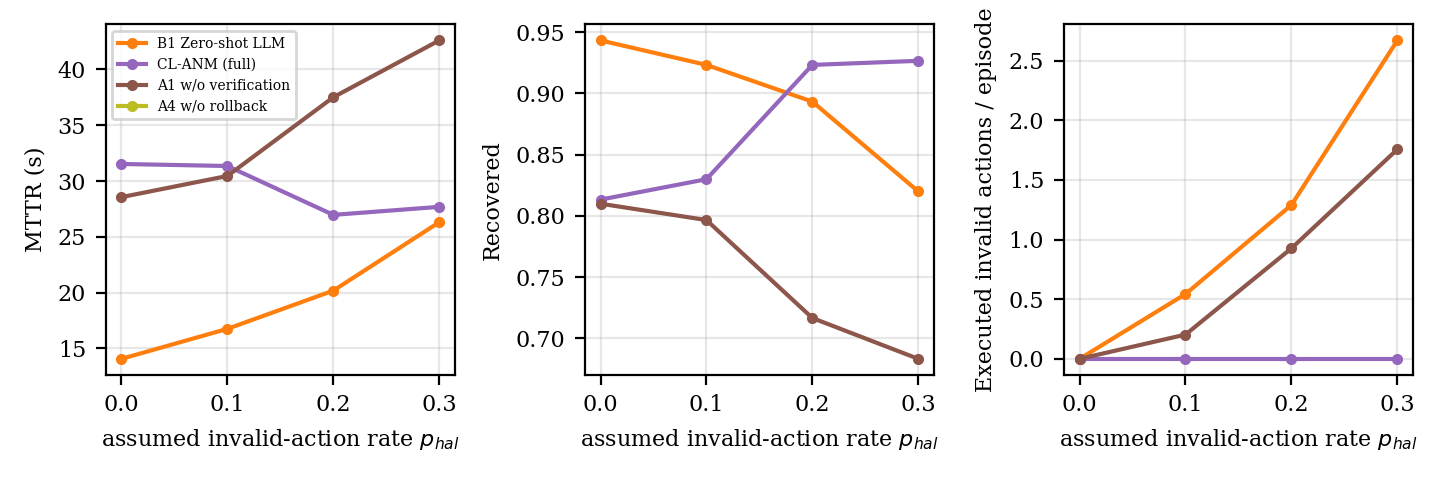 MTTR (s)
40
35
30
25
20
15
B1 Zero-shot LLM
CL-ANM (full)
A1 w/o verification
A4 w/o rollback
0.0 0.1 0.2 0.3
assumed invalid-action rate p_hal
Recovered
0.95
0.90
0.85
0.80
0.75
0.70
0.0 0.1 0.2 0.3
assumed invalid-action rate p_hal
Executed invalid actions / episode
2.5
2.0
1.5
1.0
0.5
0.0
0.0 0.1 0.2 0.3
assumed invalid-action rate p_hal